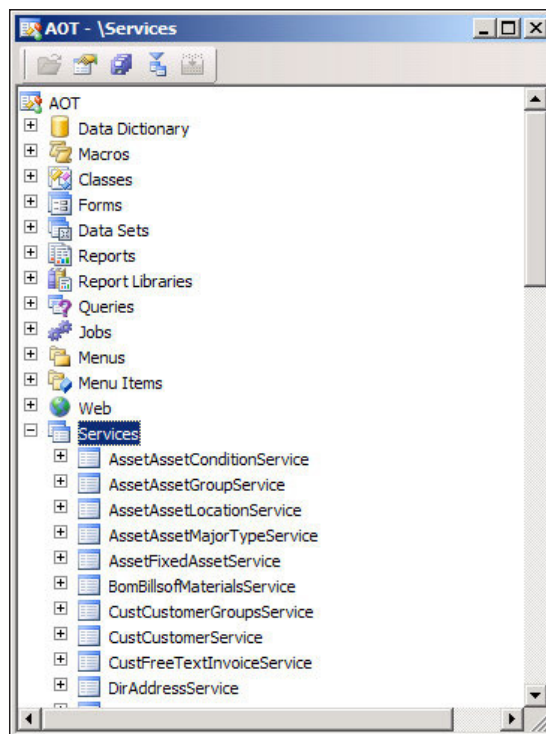 AOT - \Services
AOT
Data Dictionary
Macros
Classes
Forms
Data Sets
Reports
Report Libraries
Queries
Jobs
Menus
Menu Items
Web
Services
AssetAssetConditionService
AssetAssetGroupService
AssetAssetLocationService
AssetAssetMajorTypeService
AssetFixedAssetService
BomBillsofMaterialsService
CustCustomerGroupsService
CustCustomerService
CustFreeTextInvoiceService
DirAddressService